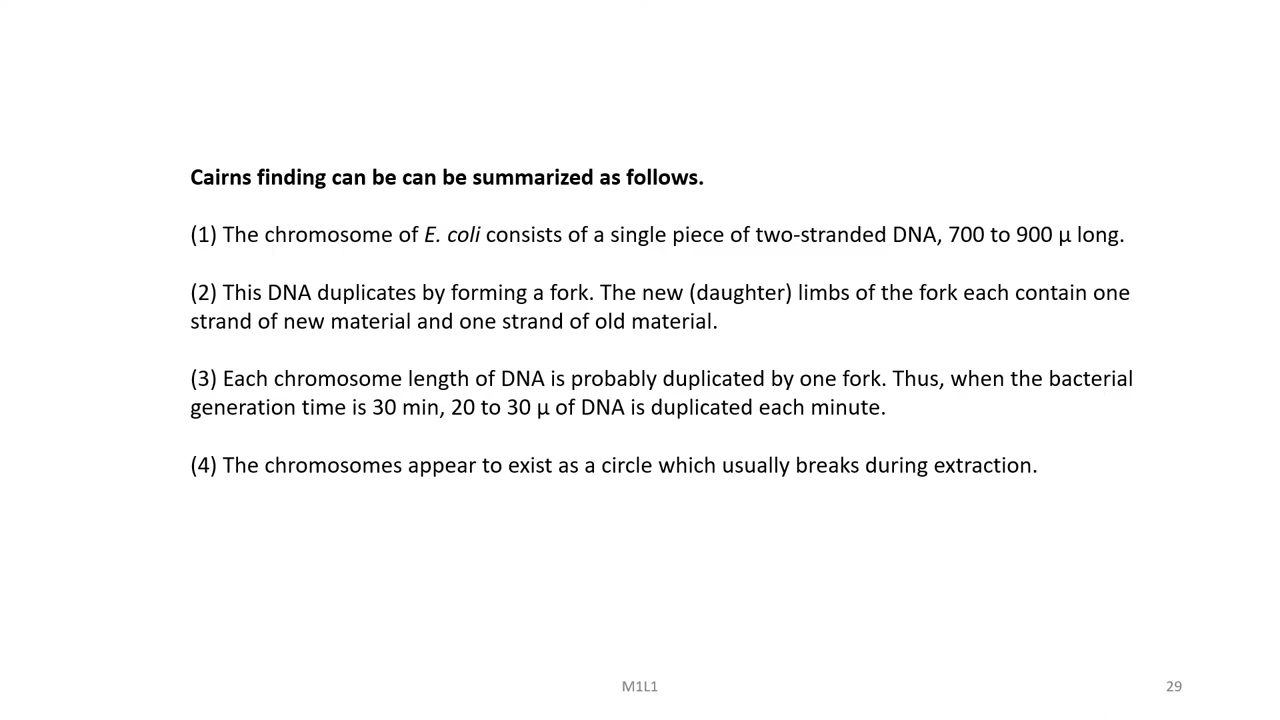 Cairns finding can be can be summarized as follows.
(1) The chromosome of E. coli consists of a single piece of two-stranded DNA, 700 to 900 µ long.
(2) This DNA duplicates by forming a fork. The new (daughter) limbs of the fork each contain one
strand of new material and one strand of old material.
(3) Each chromosome length of DNA is probably duplicated by one fork. Thus, when the bacterial
generation time is 30 min, 20 to 30 µ of DNA is duplicated each minute.
(4) The chromosomes appear to exist as a circle which usually breaks during extraction.
M1L1
29